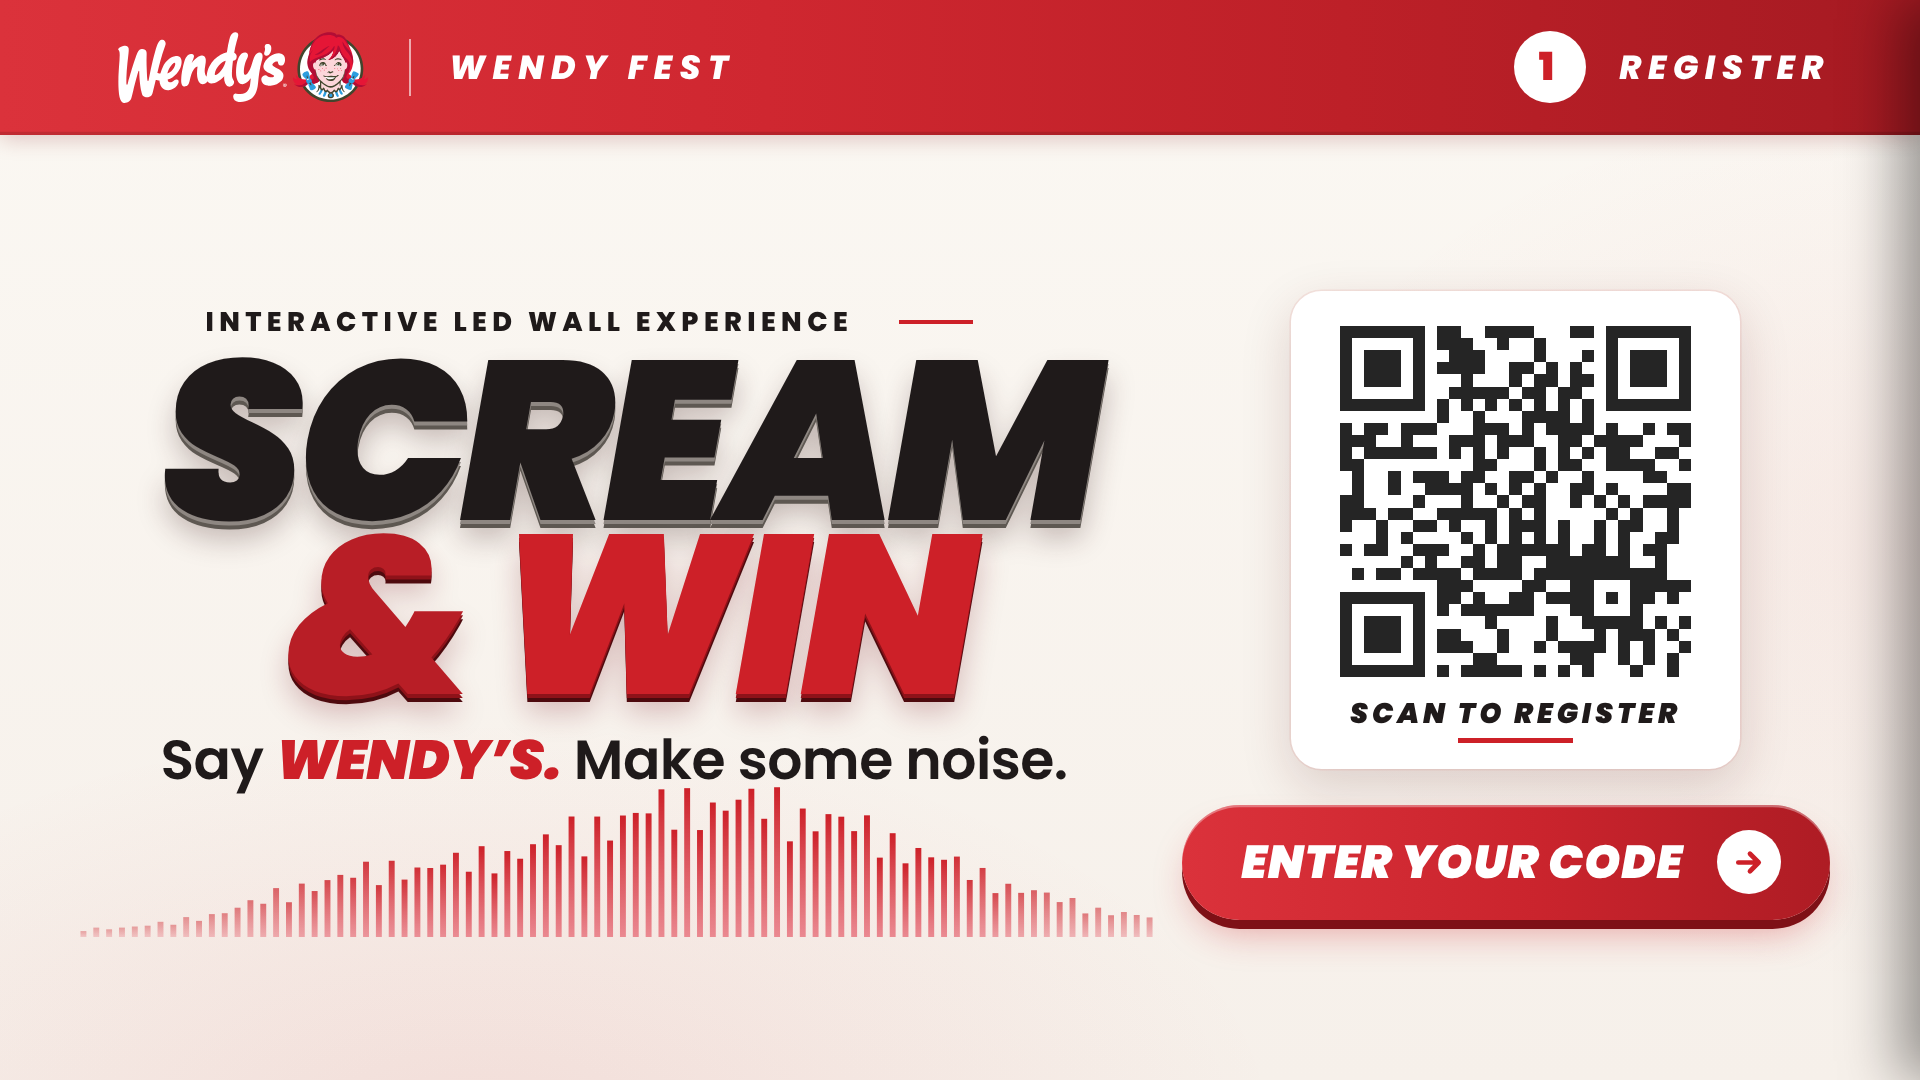 Wendy's
WENDY FEST
1
REGISTER
INTERACTIVE LED WALL EXPERIENCE
SCREAM
& WIN
Say WENDY’S. Make some noise.
SCAN TO REGISTER
ENTER YOUR CODE